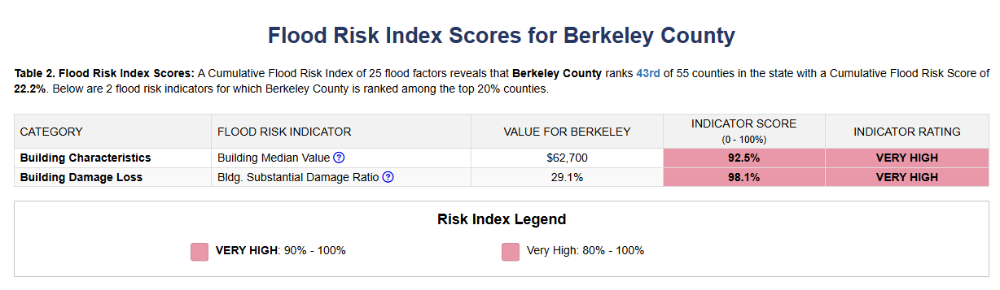 Flood Risk Index Scores for Berkeley County
Table 2. Flood Risk Index Scores: A Cumulative Flood Risk Index of 25 flood factors reveals that Berkeley County ranks 43rd of 55 counties in the state with a Cumulative Flood Risk Score of
22.2%. Below are 2 flood risk indicators for which Berkeley County is ranked among the top 20% counties.
CATEGORY FLOOD RISK INDICATOR VALUE FOR BERKELEY INDICATOR SCORE (0 - 100%) INDICATOR RATING
Building Characteristics Building Median Value ? $62,700 92.5% VERY HIGH
Building Damage Loss Bldg. Substantial Damage Ratio ? 29.1% 98.1% VERY HIGH
Risk Index Legend
VERY HIGH: 90% - 100% Very High: 80% - 100%